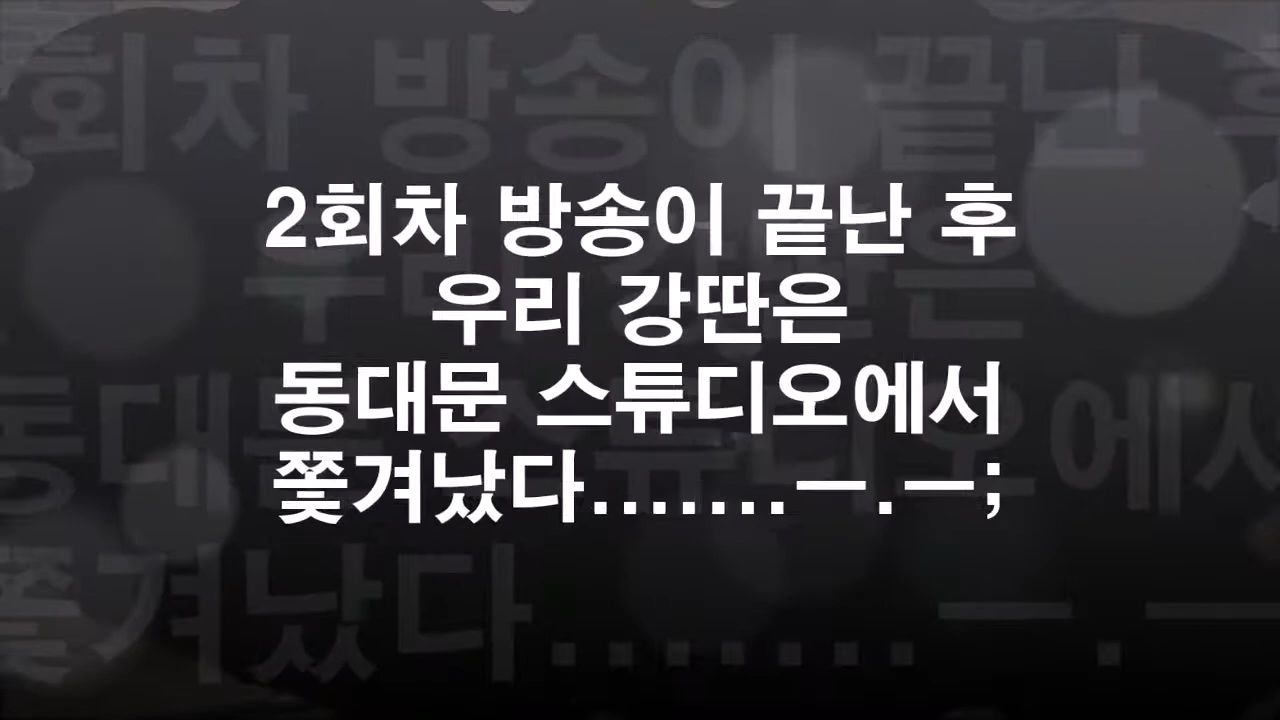 2회차 방송이 끝난 후
우리 강딴은
동대문 스튜디오에서
쫓겨났다.......ㅡ.ㅡ;